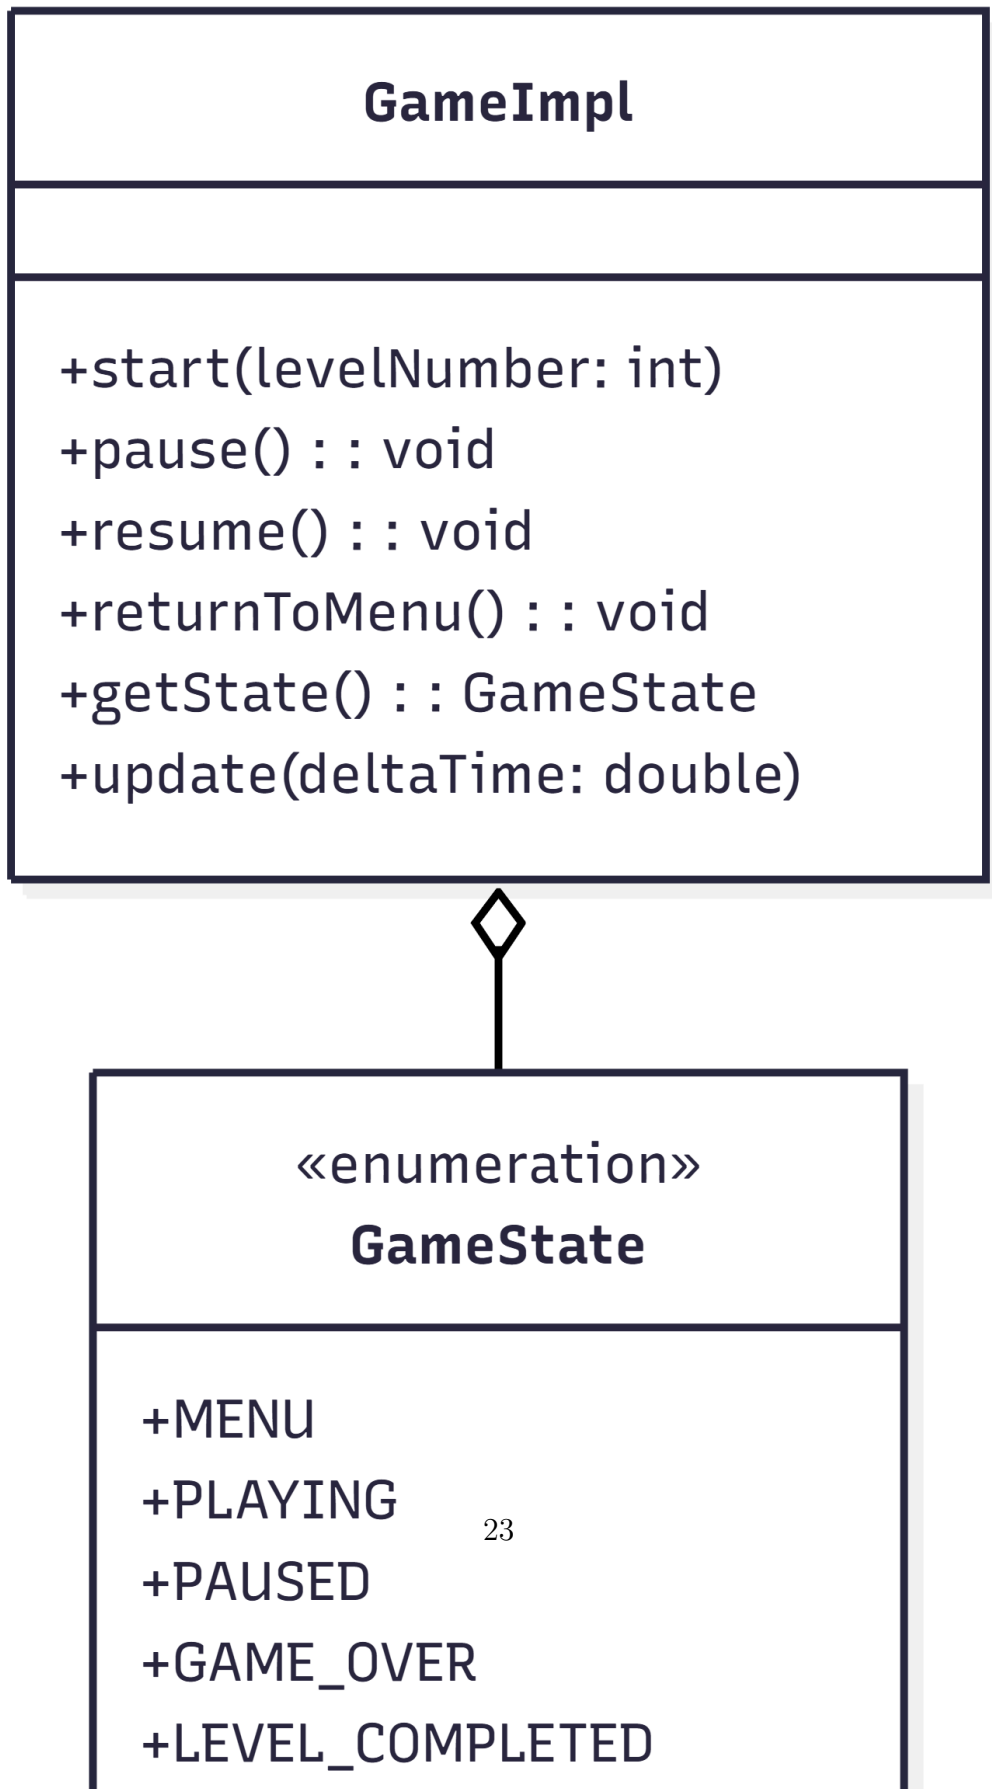 GameImpl
+start(levelNumber: int)
+pause() : : void
+resume() : : void
+returnToMenu() : : void
+getState() : : GameState
+update(deltaTime: double)
«enumeration»
GameState
+MENU
+PLAYING
23
+PAUSED
+GAME_OVER
+LEVEL_COMPLETED